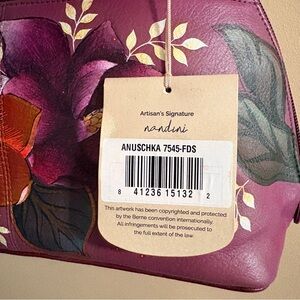 Artisan's Signature
nandini
ANUSCHKA 7545-FDS
8 41236 15132 2
This artwork has been copyrighted and protected
by the Berne convention internationally.
All infringements will be prosecuted to
the full extent of the law.